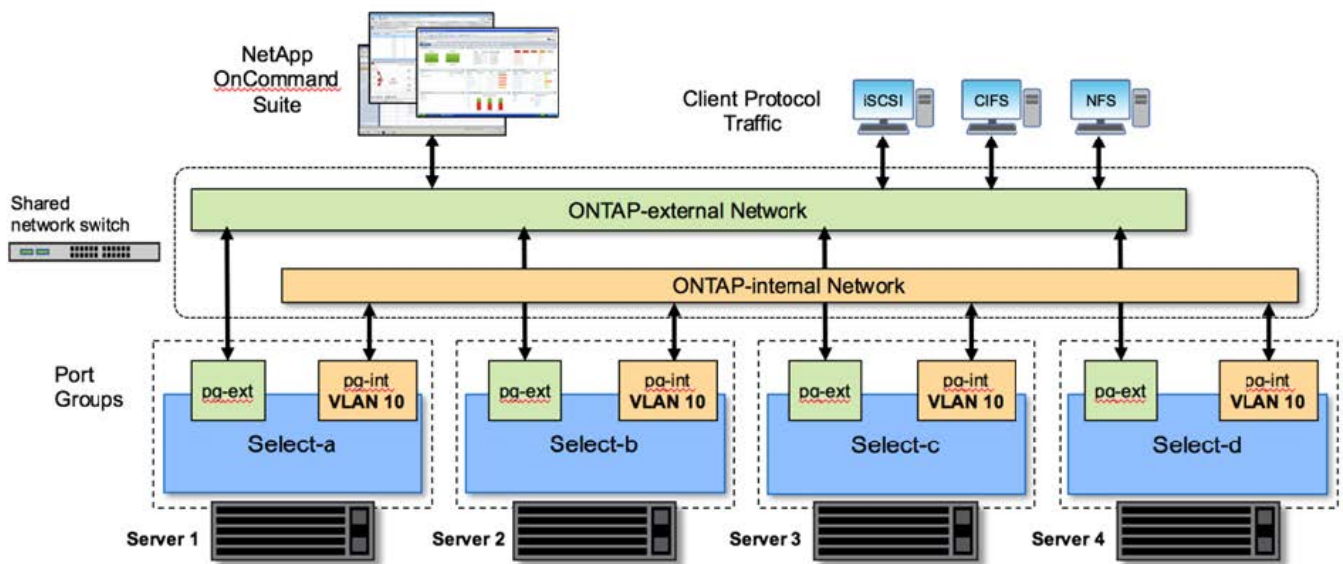 NetApp
OnCommand
Suite
Client Protocol
Traffic
iSCSI
CIFS
NFS
Shared
network switch
ONTAP-external Network
ONTAP-internal Network
Port
Groups
pg-ext
pg-int
VLAN 10
Select-a
pg-ext
pg-int
VLAN 10
Select-b
pg-ext
pg-int
VLAN 10
Select-c
pg-ext
pg-int
VLAN 10
Select-d
Server 1
Server 2
Server 3
Server 4